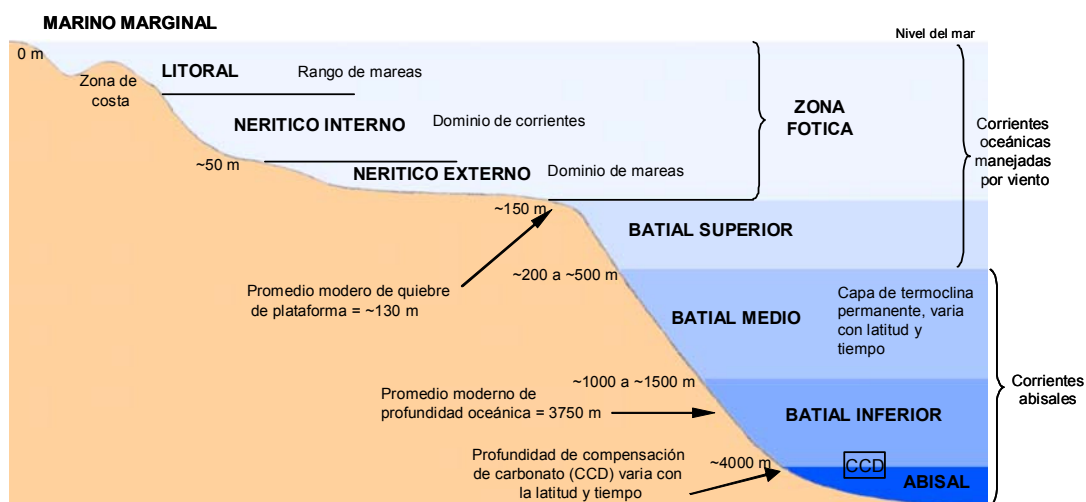 MARINO MARGINAL
Nivel del mar
0 m
Zona de
costa
LITORAL
Rango de mareas
ZONA
FOTICA
NERITICO INTERNO
Dominio de corrientes
Corrientes
oceánicas
manejadas
por viento
~50 m
NERITICO EXTERNO
Dominio de mareas
~150 m
BATIAL SUPERIOR
~200 a ~500 m
Promedio modero de quiebre
de plataforma = ~130 m
BATIAL MEDIO
Capa de termoclina
permanente, varia
con latitud y
tiempo
~1000 a ~1500 m
Promedio moderno de
profundidad oceánica = 3750 m
BATIAL INFERIOR
Corrientes
abisales
Profundidad de compensación
de carbonato (CCD) varia con
la latitud y tiempo
~4000 m
CCD
ABISAL